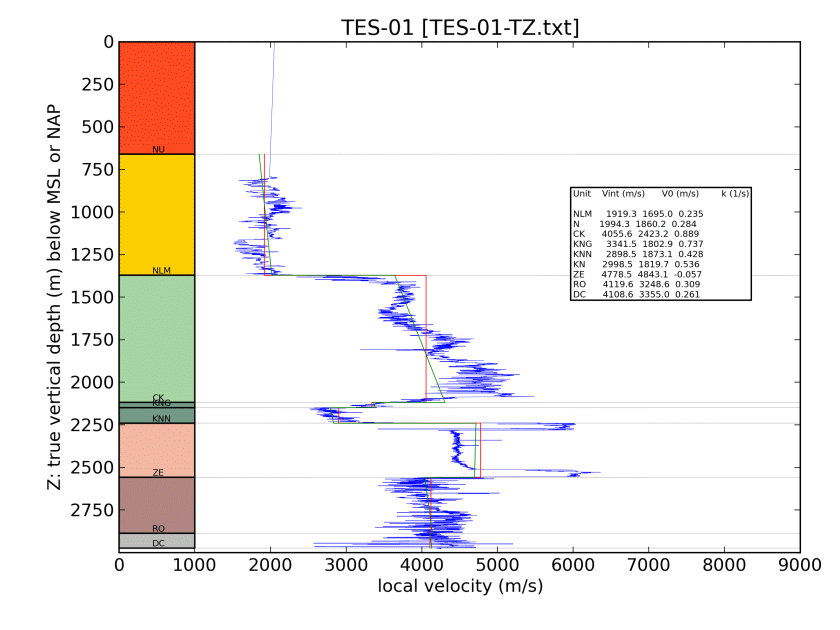 TES-01 [TES-01-TZ.txt]
Z: true vertical depth (m) below MSL or NAP
0
250
500
750
1000
1250
1500
1750
2000
2250
2500
2750
NU
NLM
CK
KNG
KNN
ZE
RO
DC
Unit Vint (m/s) V0 (m/s) k (1/s)
NLM 1919.3 1695.0 0.235
N 1994.3 1860.2 0.284
CK 4055.6 2423.2 0.889
KNG 3341.5 1802.9 0.737
KNN 2898.5 1873.1 0.428
KN 2998.5 1819.7 0.536
ZE 4778.5 4843.1 -0.057
RO 4119.6 3248.6 0.309
DC 4108.6 3355.0 0.261
0 1000 2000 3000 4000 5000 6000 7000 8000 9000
local velocity (m/s)